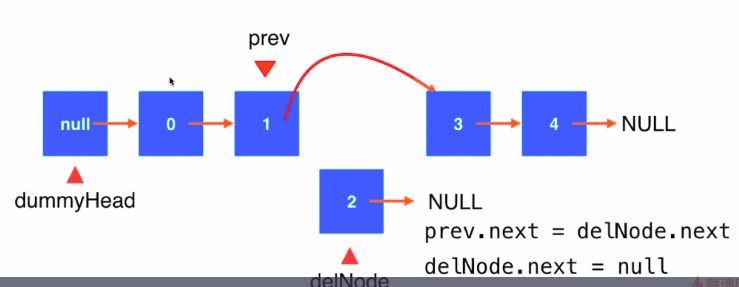 prev
null
0
1
3
4
NULL
dummyHead
2
NULL
prev.next = delNode.next
delNode.next = null
delNode